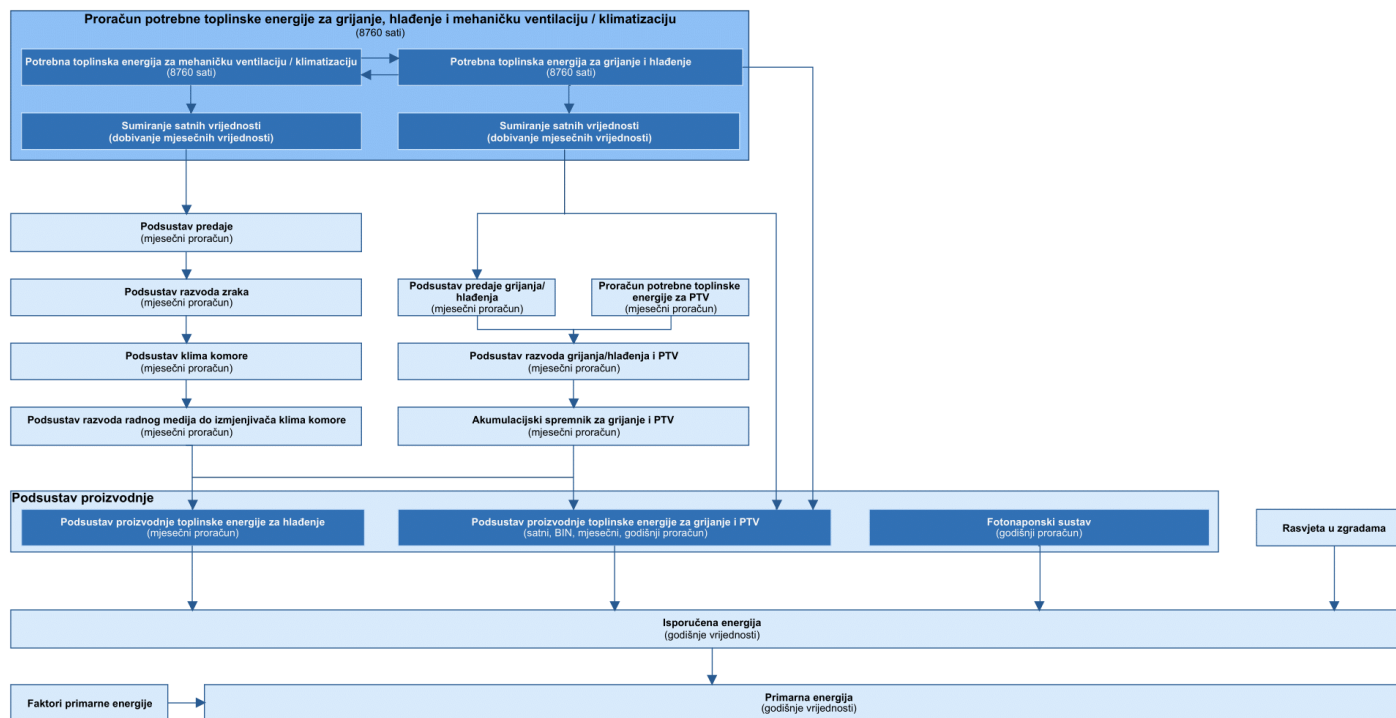 Proračun potrebne toplinske energije za grijanje, hlađenje i mehaničku ventilaciju / klimatizaciju
(8760 sati)
Potrebna toplinska energija za mehaničku ventilaciju / klimatizaciju
(8760 sati)
Potrebna toplinska energija za grijanje i hlađenje
(8760 sati)
Sumiranje satnih vrijednosti
(dobivanje mjesečnih vrijednosti)
Sumiranje satnih vrijednosti
(dobivanje mjesečnih vrijednosti)
Podsustav predaje
(mjesečni proračun)
Podsustav razvoda zraka
(mjesečni proračun)
Podsustav predaje grijanja/
hlađenja
(mjesečni proračun)
Proračun potrebne toplinske
energije za PTV
(mjesečni proračun)
Podsustav klima komore
(mjesečni proračun)
Podsustav razvoda grijanja/hlađenja i PTV
(mjesečni proračun)
Podsustav razvoda radnog medija do izmjenjivača klima komore
(mjesečni proračun)
Akumulacijski spremnik za grijanje i PTV
(mjesečni proračun)
Podsustav proizvodnje
Podsustav proizvodnje toplinske energije za hlađenje
(mjesečni proračun)
Podsustav proizvodnje toplinske energije za grijanje i PTV
(satni, BIN, mjesečni, godišnji proračun)
Fotonaponski sustav
(godišnji proračun)
Rasvjeta u zgradama
Isporučena energija
(godišnje vrijednosti)
Faktori primarne energije
Primarna energija
(godišnje vrijednosti)